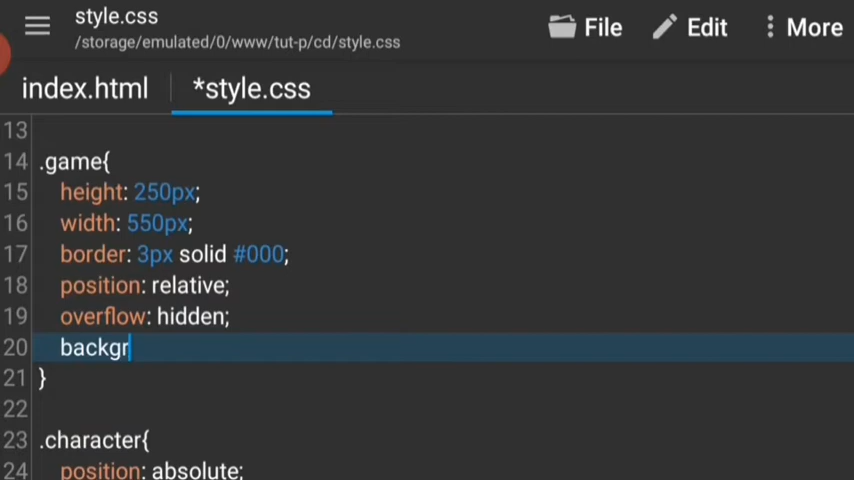 style.css
/storage/emulated/0/www/tut-p/cd/style.css
File
Edit
More
index.html
*style.css
13
14 .game{
15 height: 250px;
16 width: 550px;
17 border: 3px solid #000;
18 position: relative;
19 overflow: hidden;
20 backgr
21 }
22
23 .character{
24 position: absolute;